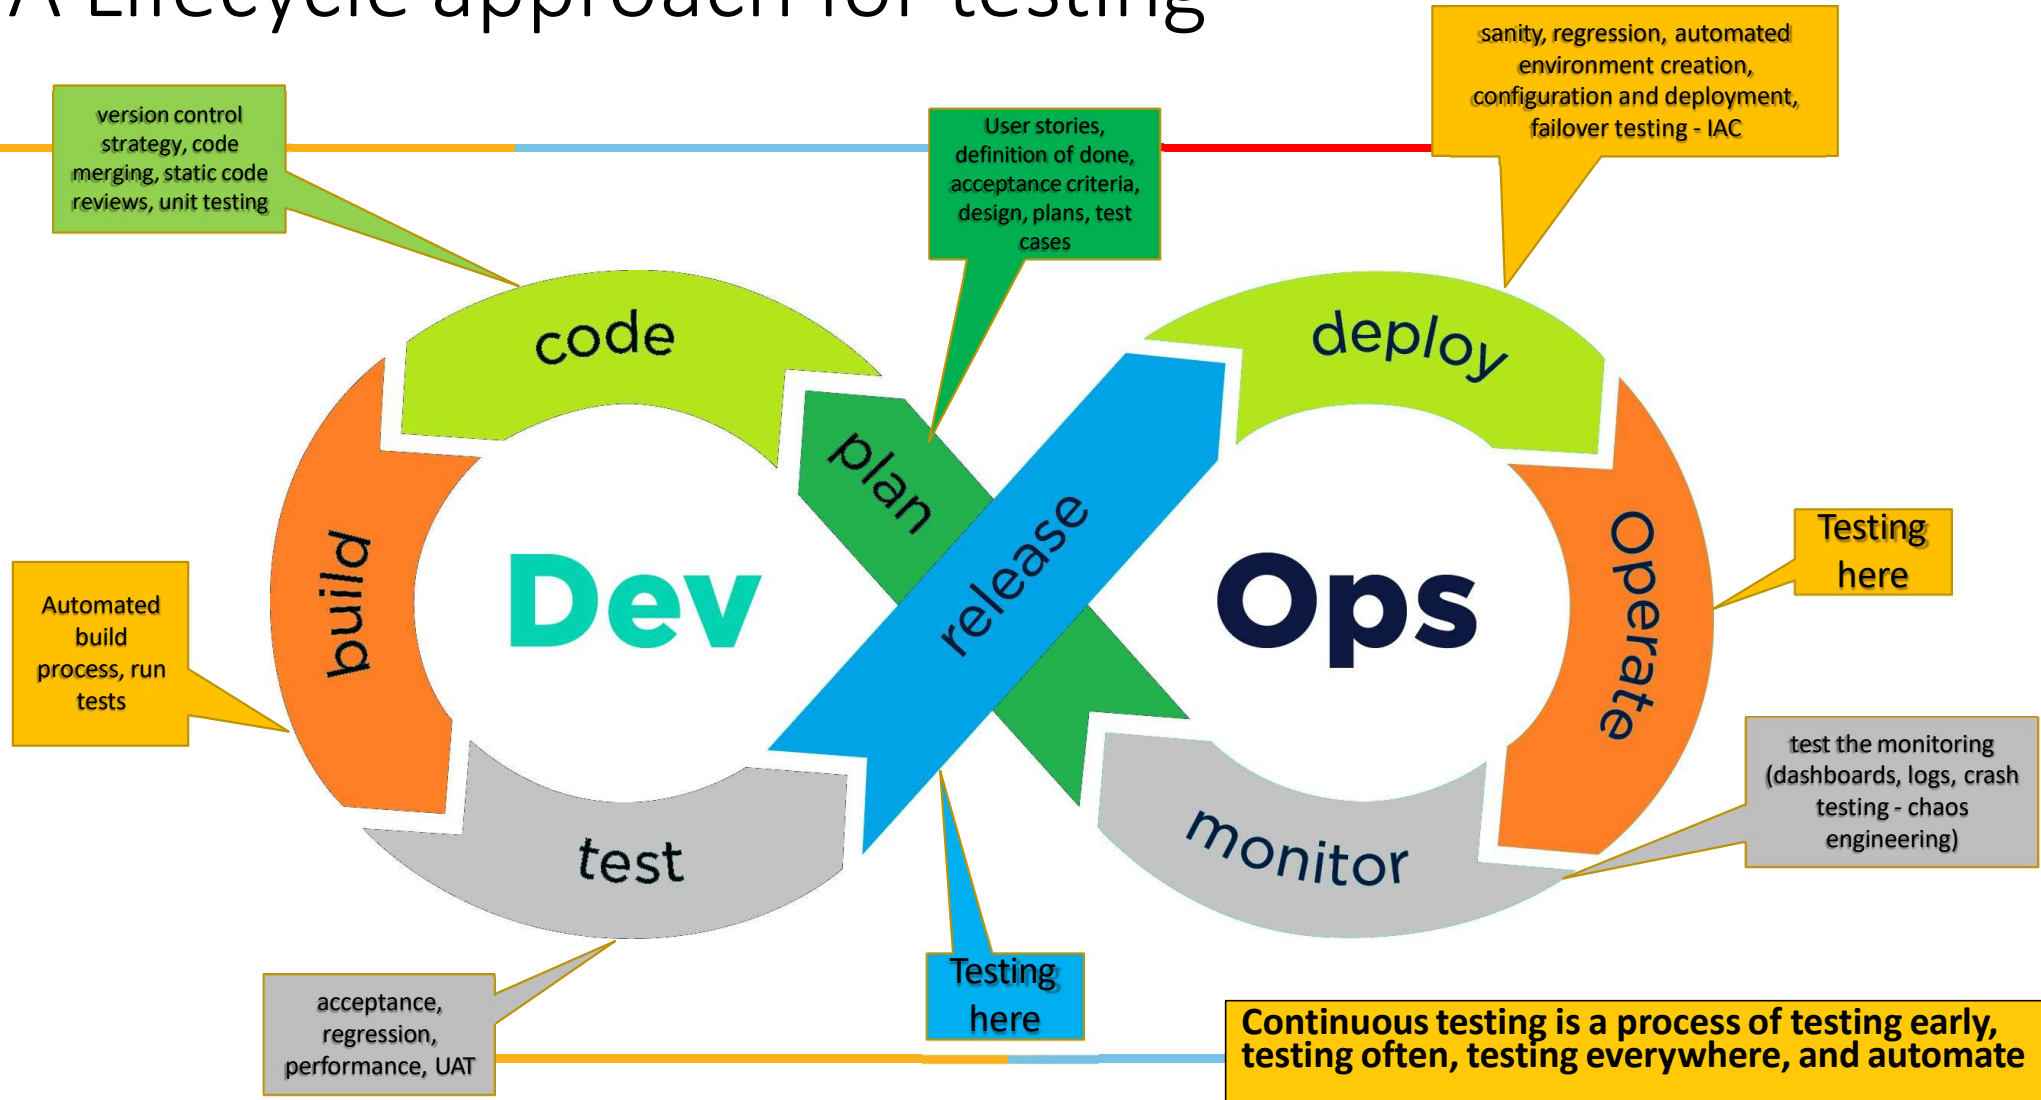 A Lifecycle approach for testing
sanity, regression, automated
environment creation,
configuration and deployment,
failover testing - IAC
version control
strategy, code
merging, static code
reviews, unit testing
User stories,
definition of done,
acceptance criteria,
design, plans, test
cases
code
deploy
plan
release
build
Dev
Ops
Operate
Testing
here
Automated
build
process, run
tests
test the monitoring
(dashboards, logs, crash
testing - chaos
engineering)
test
monitor
Testing
here
acceptance,
regression,
performance, UAT
Continuous testing is a process of testing early,
testing often, testing everywhere, and automate